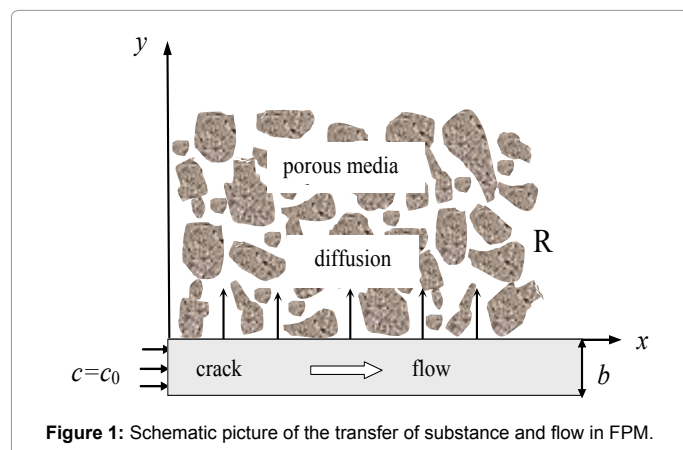 y
porous media
R
diffusion
x
c=c₀
crack
flow
b
Figure 1: Schematic picture of the transfer of substance and flow in FPM.